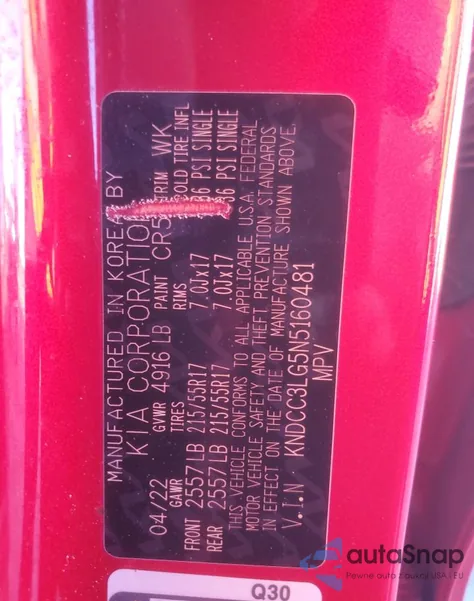 MANUFACTURED IN KOREA BY
KIA CORPORATION
04/22 GVWR 4916 LB PAINT CR5 TRIM WK
GAWR TIRES RIMS COLD TIRE INFL
FRONT 2557 LB 215/55R17 7.0JX17 36 PSI SINGLE
REAR 2557 LB 215/55R17 7.0JX17 36 PSI SINGLE
THIS VEHICLE CONFORMS TO ALL APPLICABLE U.S.A. FEDERAL
MOTOR VEHICLE SAFETY AND THEFT PREVENTION STANDARDS
IN EFFECT ON THE DATE OF MANUFACTURE SHOWN ABOVE.
V.I.N KNDCC3LG5N5160481
MPV
Q30
autoSnap